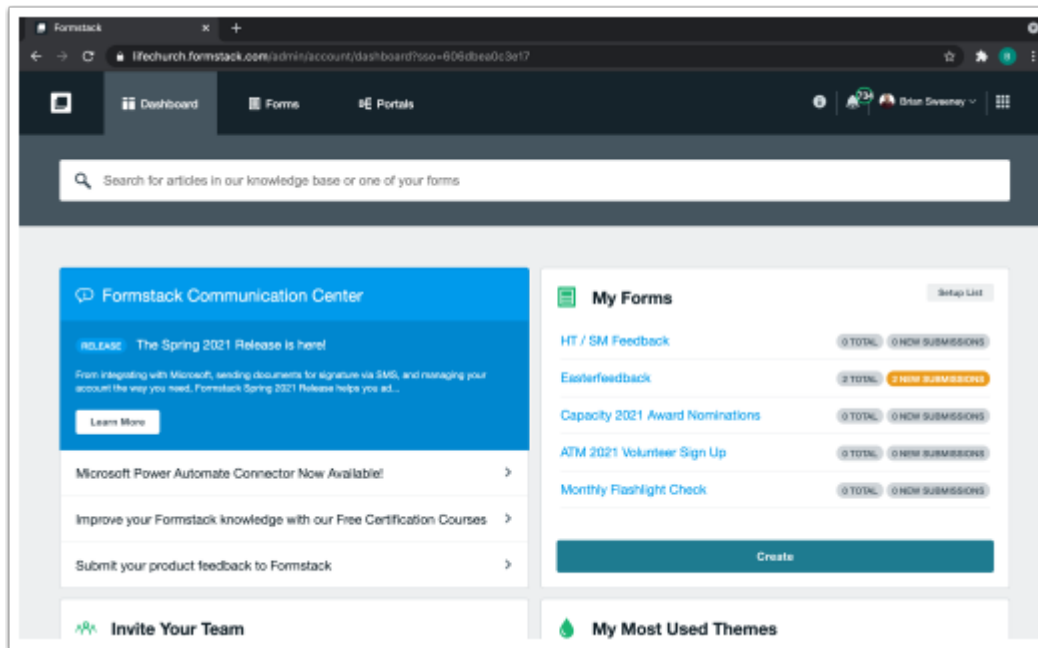 Formstack
lifechurch.formstack.com/admin/account/dashboard?sso=606dbea0c3e17
Dashboard
Forms
Portals
734
Brian Sweeney
Search for articles in our knowledge base or one of your forms
Formstack Communication Center
RELEASE The Spring 2021 Release is here!
From integrating with Microsoft, sending documents for signature via SMS, and managing your
account the way you need, Formstack Spring 2021 Release helps you ad...
Learn More
Microsoft Power Automate Connector Now Available!
Improve your Formstack knowledge with our Free Certification Courses
Submit your product feedback to Formstack
Invite Your Team
My Forms
Setup List
HT / SM Feedback 0 TOTAL 0 NEW SUBMISSIONS
Easterfeedback 2 TOTAL 2 NEW SUBMISSIONS
Capacity 2021 Award Nominations 0 TOTAL 0 NEW SUBMISSIONS
ATM 2021 Volunteer Sign Up 0 TOTAL 0 NEW SUBMISSIONS
Monthly Flashlight Check 0 TOTAL 0 NEW SUBMISSIONS
Create
My Most Used Themes